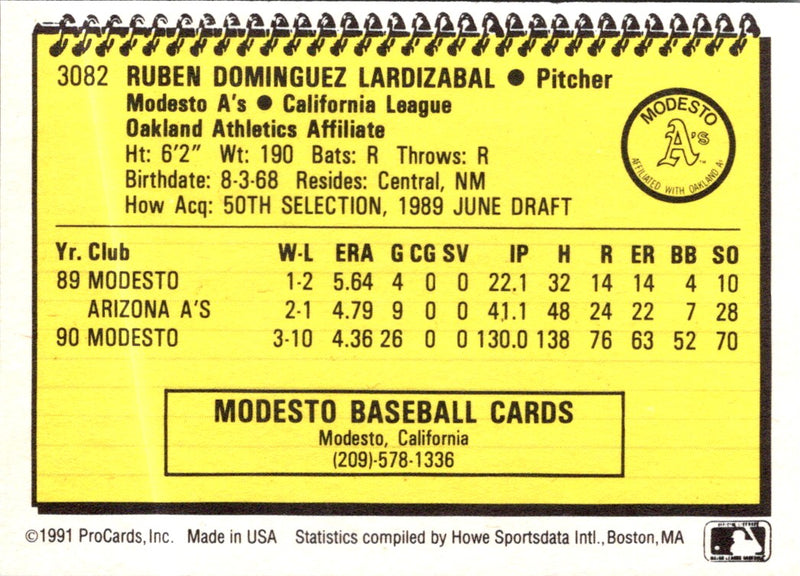 3082 RUBEN DOMINGUEZ LARDIZABAL ● Pitcher
Modesto A's ● California League
Oakland Athletics Affiliate
Ht: 6'2" Wt: 190 Bats: R Throws: R
Birthdate: 8-3-68 Resides: Central, NM
How Acq: 50TH SELECTION, 1989 JUNE DRAFT
MODESTO
A's
AFFILIATED WITH OAKLAND A's
Yr. Club W-L ERA G CG SV IP H R ER BB SO
89 MODESTO 1-2 5.64 4 0 0 22.1 32 14 14 4 10
ARIZONA A'S 2-1 4.79 9 0 0 41.1 48 24 22 7 28
90 MODESTO 3-10 4.36 26 0 0 130.0 138 76 63 52 70
MODESTO BASEBALL CARDS
Modesto, California
(209)-578-1336
©1991 ProCards, Inc. Made in USA Statistics compiled by Howe Sportsdata Intl., Boston, MA